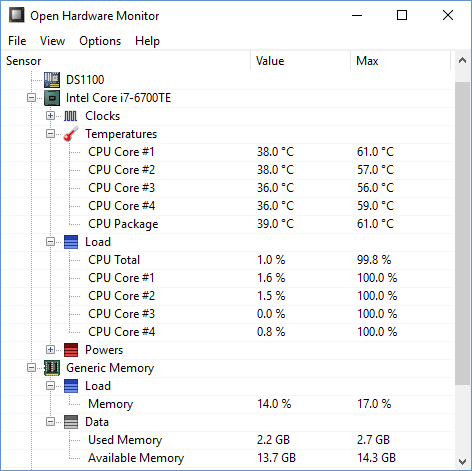 Open Hardware Monitor
File View Options Help
Sensor Value Max
DS1100
Intel Core i7-6700TE
Clocks
Temperatures
CPU Core #1 38.0 °C 61.0 °C
CPU Core #2 38.0 °C 57.0 °C
CPU Core #3 36.0 °C 56.0 °C
CPU Core #4 36.0 °C 59.0 °C
CPU Package 39.0 °C 61.0 °C
Load
CPU Total 1.0 % 99.8 %
CPU Core #1 1.6 % 100.0 %
CPU Core #2 1.5 % 100.0 %
CPU Core #3 0.0 % 100.0 %
CPU Core #4 0.8 % 100.0 %
Powers
Generic Memory
Load
Memory 14.0 % 17.0 %
Data
Used Memory 2.2 GB 2.7 GB
Available Memory 13.7 GB 14.3 GB